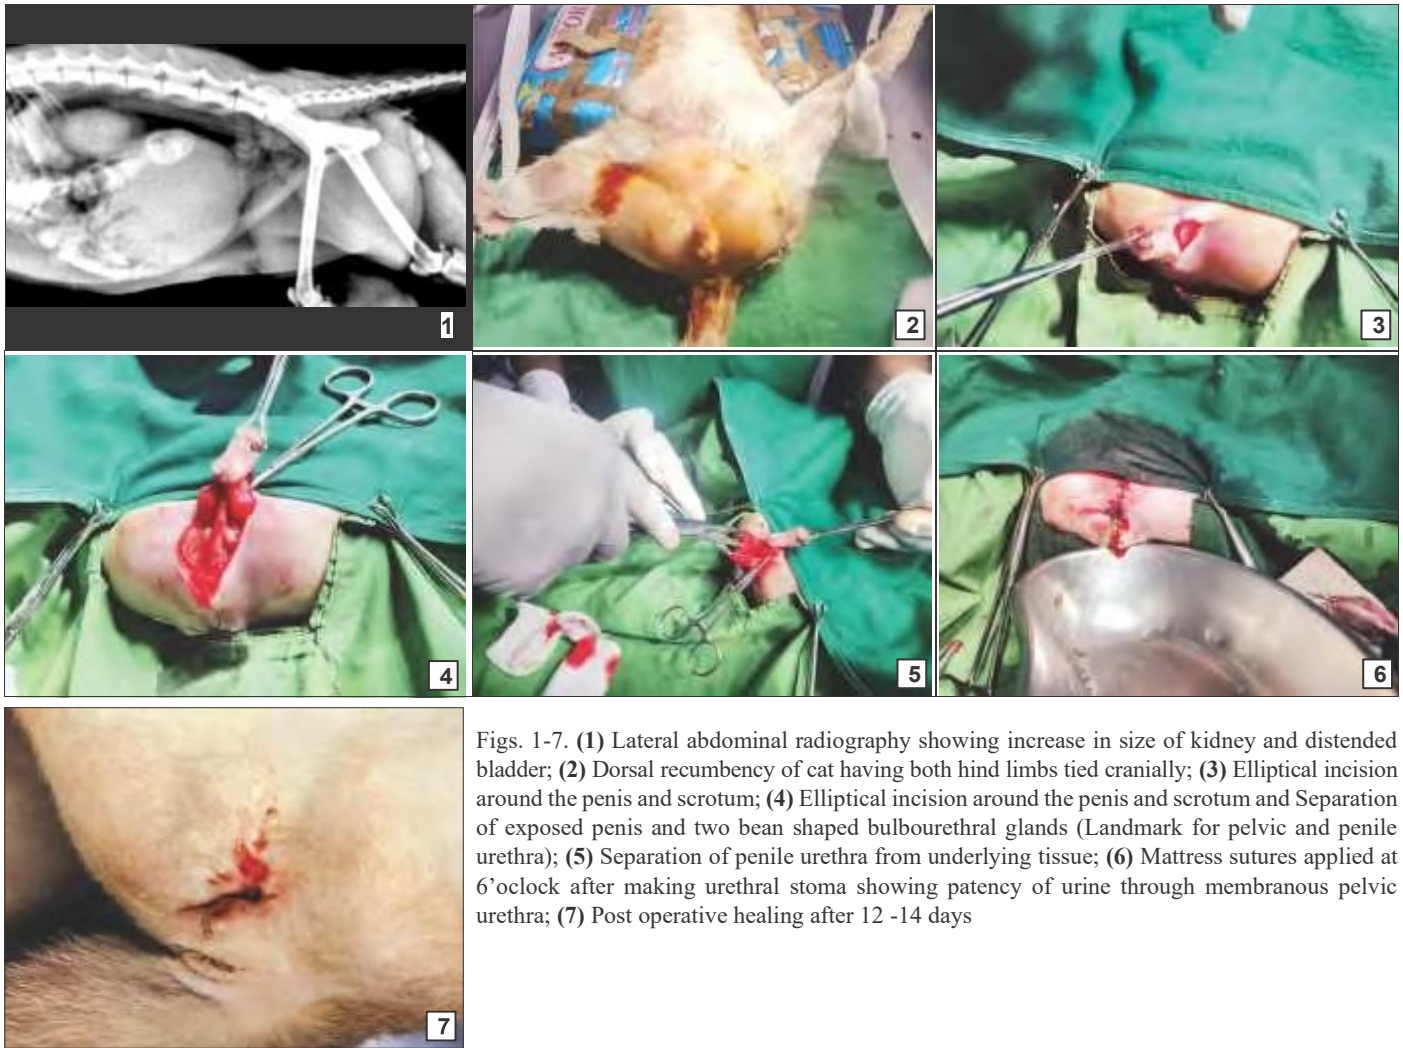 1
2
3
4
5
6
7
Figs. 1-7. (1) Lateral abdominal radiography showing increase in size of kidney and distended
bladder; (2) Dorsal recumbency of cat having both hind limbs tied cranially; (3) Elliptical incision
around the penis and scrotum; (4) Elliptical incision around the penis and scrotum and Separation
of exposed penis and two bean shaped bulbourethral glands (Landmark for pelvic and penile
urethra); (5) Separation of penile urethra from underlying tissue; (6) Mattress sutures applied at
6’oclock after making urethral stoma showing patency of urine through membranous pelvic
urethra; (7) Post operative healing after 12 -14 days